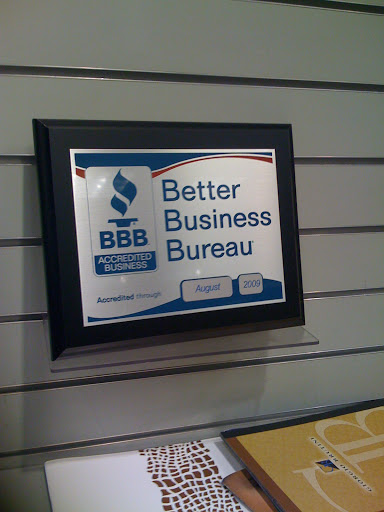 BBB
ACCREDITED
BUSINESS
Better
Business
Bureau
Accredited through
August
2009